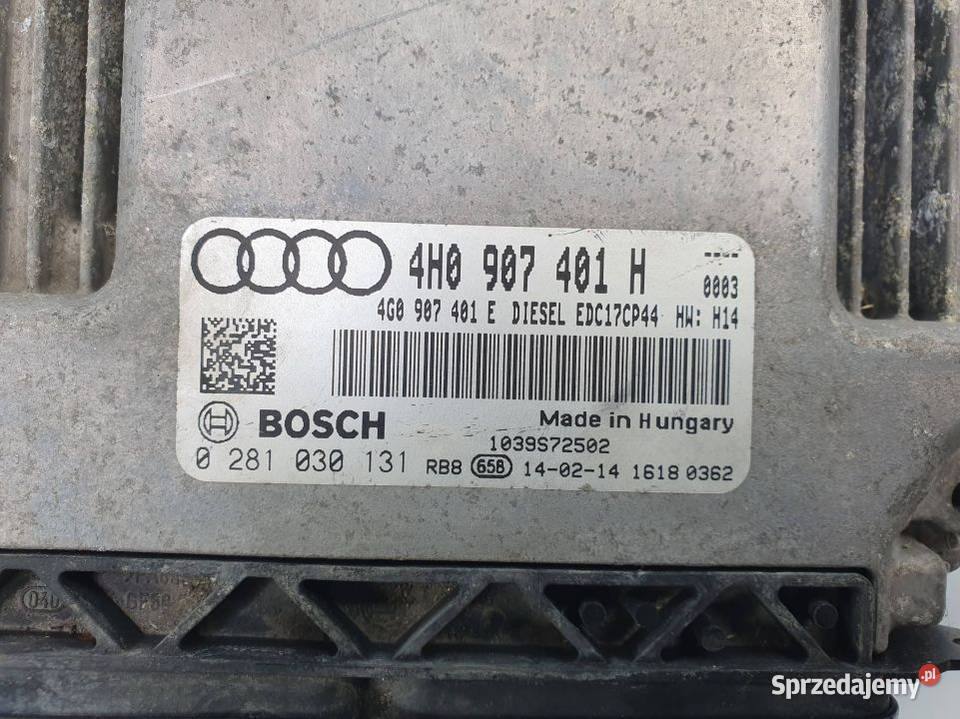 4H0 907 401 H
----
0003
4G0 907 401 E DIESEL EDC17CP44 HW: H14
BOSCH
Made in Hungary
1039S72502
0 281 030 131 RB8 658 14-02-14 1618 0362
Sprzedajemy.pl